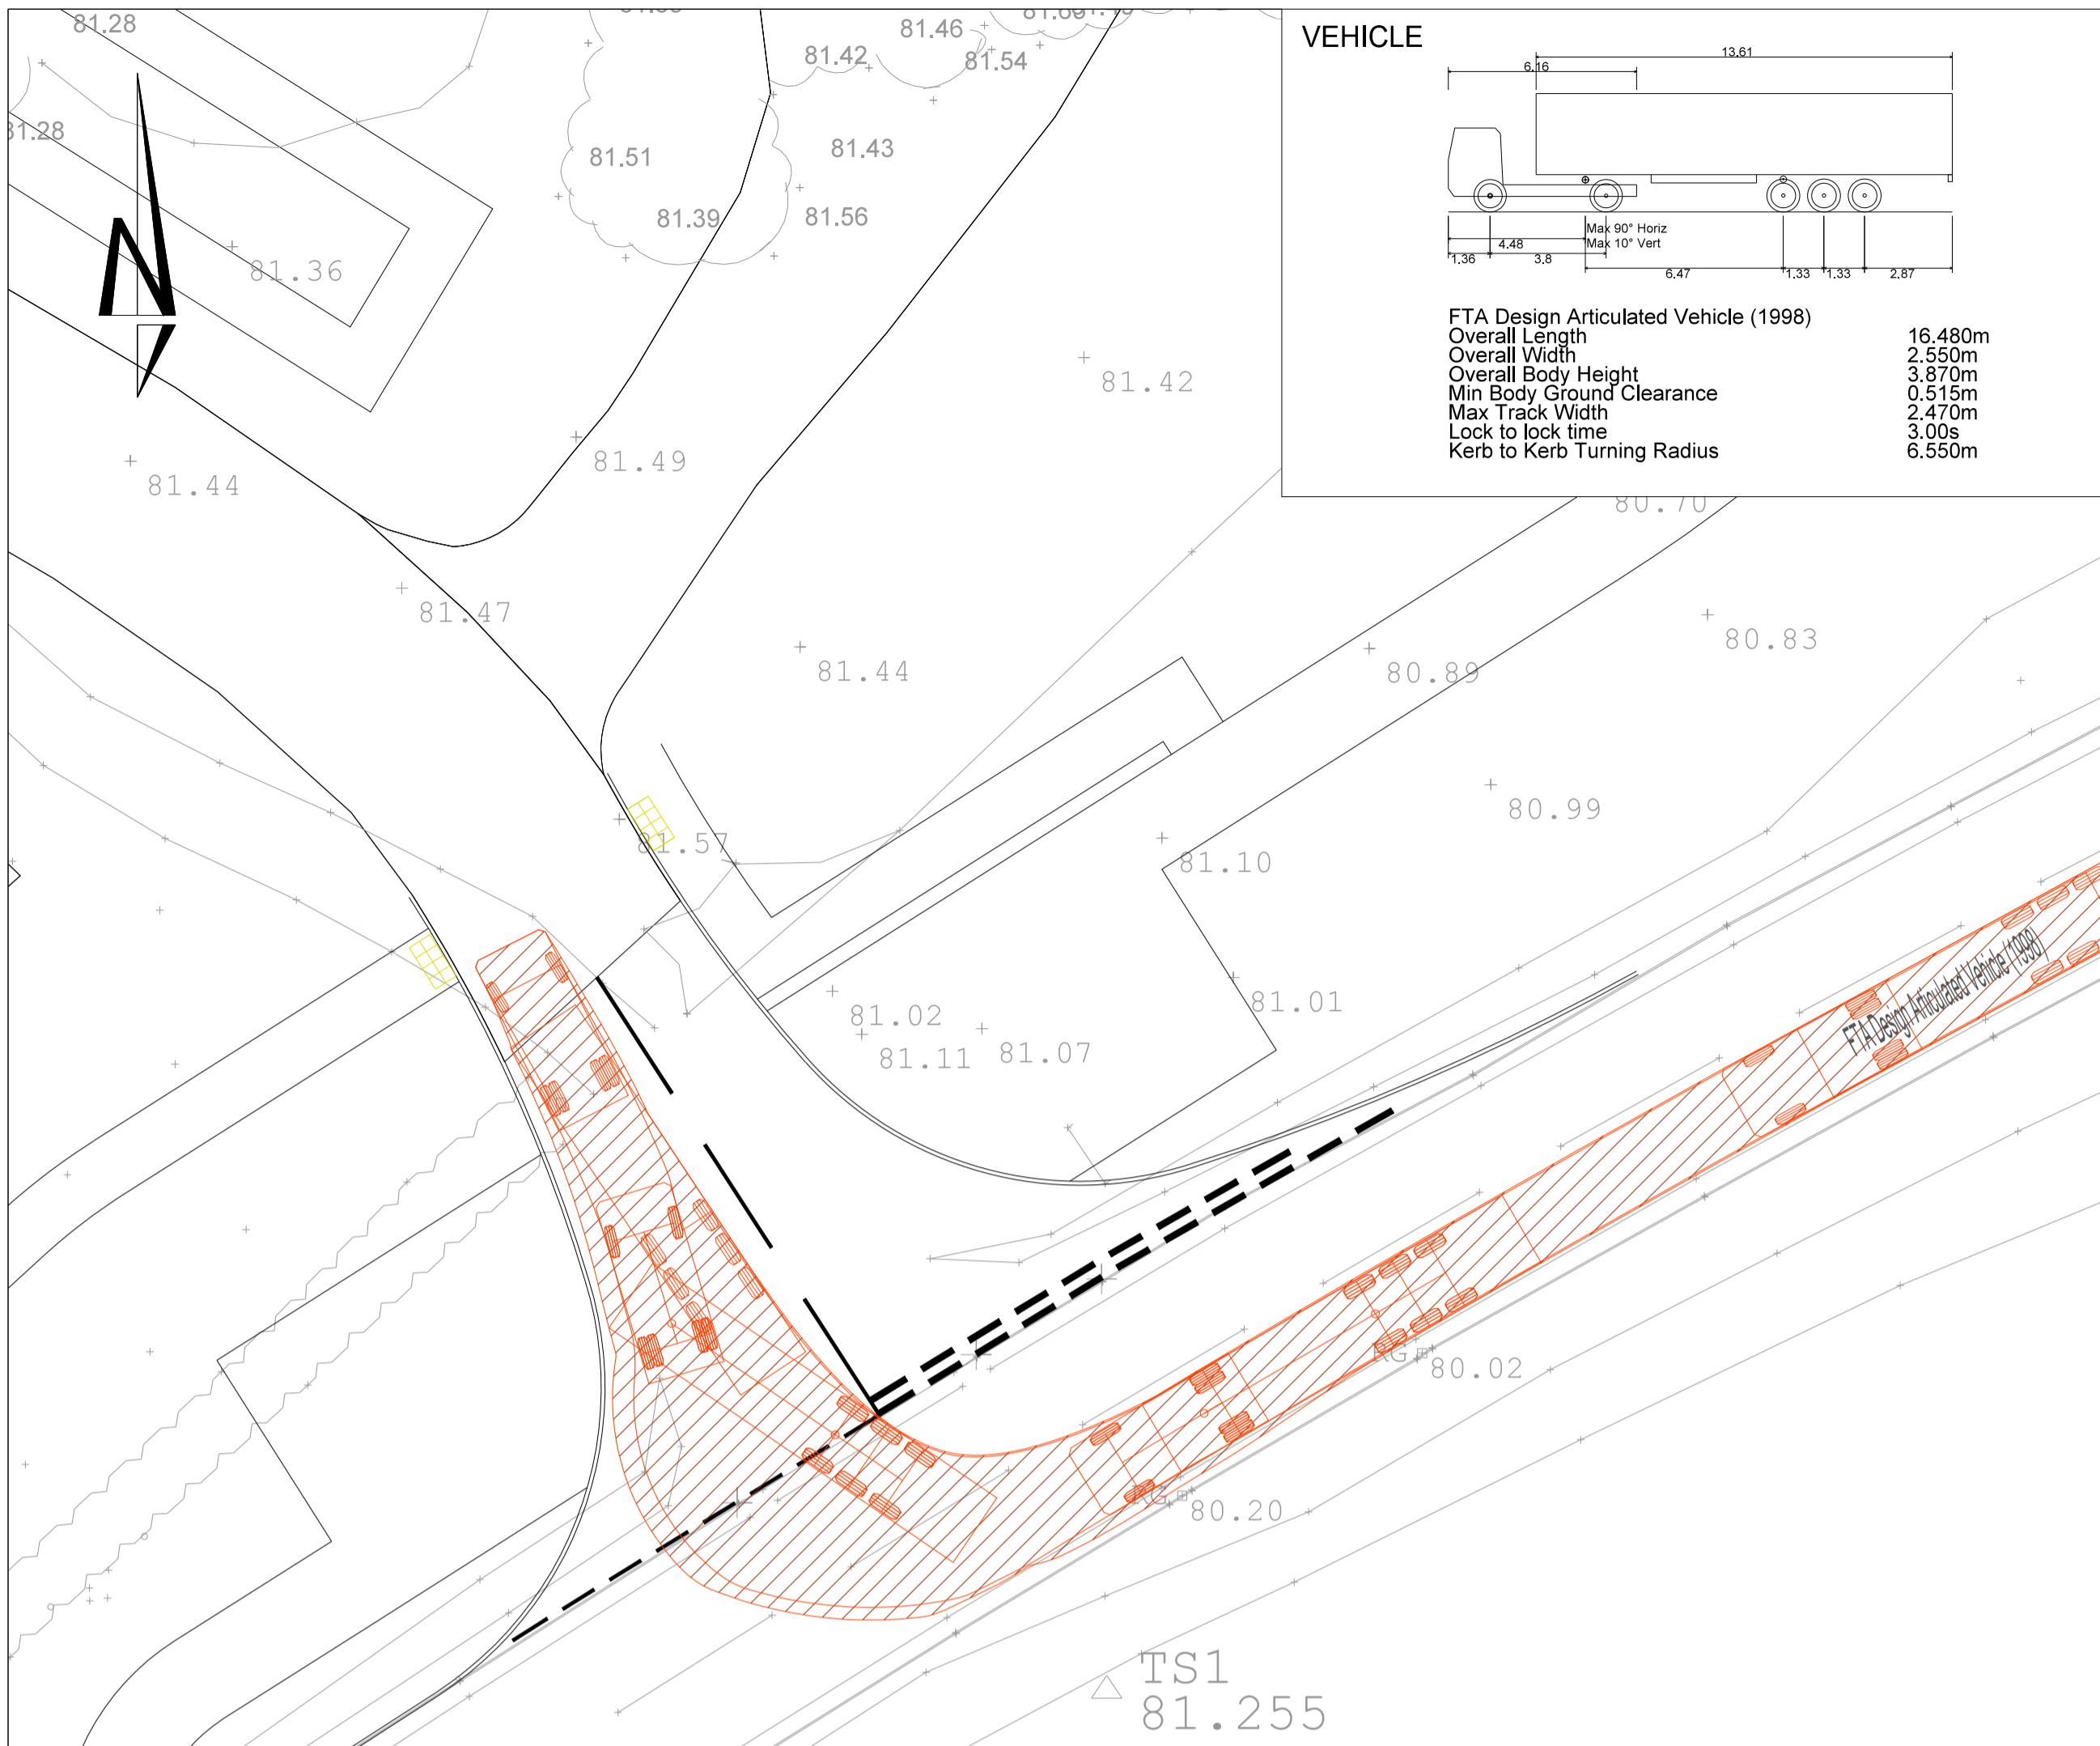 VEHICLE
13.61
6.16
Max 90° Horiz
Max 10° Vert
4.48
1.36
3.8
6.47
1.33
1.33
2.87
FTA Design Articulated Vehicle (1998)
Overall Length 16.480m
Overall Width 2.550m
Overall Body Height 3.870m
Min Body Ground Clearance 0.515m
Max Track Width 2.470m
Lock to lock time 3.00s
Kerb to Kerb Turning Radius 6.550m
81.28
81.46
81.42
81.54
81.28
81.51
81.43
81.39
81.56
N
81.36
81.42
81.49
81.44
80.70
81.47
81.44
80.89
80.83
81.57
81.10
80.99
81.02
81.11
81.07
81.01
FTA Design Articulated Vehicle (1998)
RG
80.02
RG
80.20
TS1
81.255